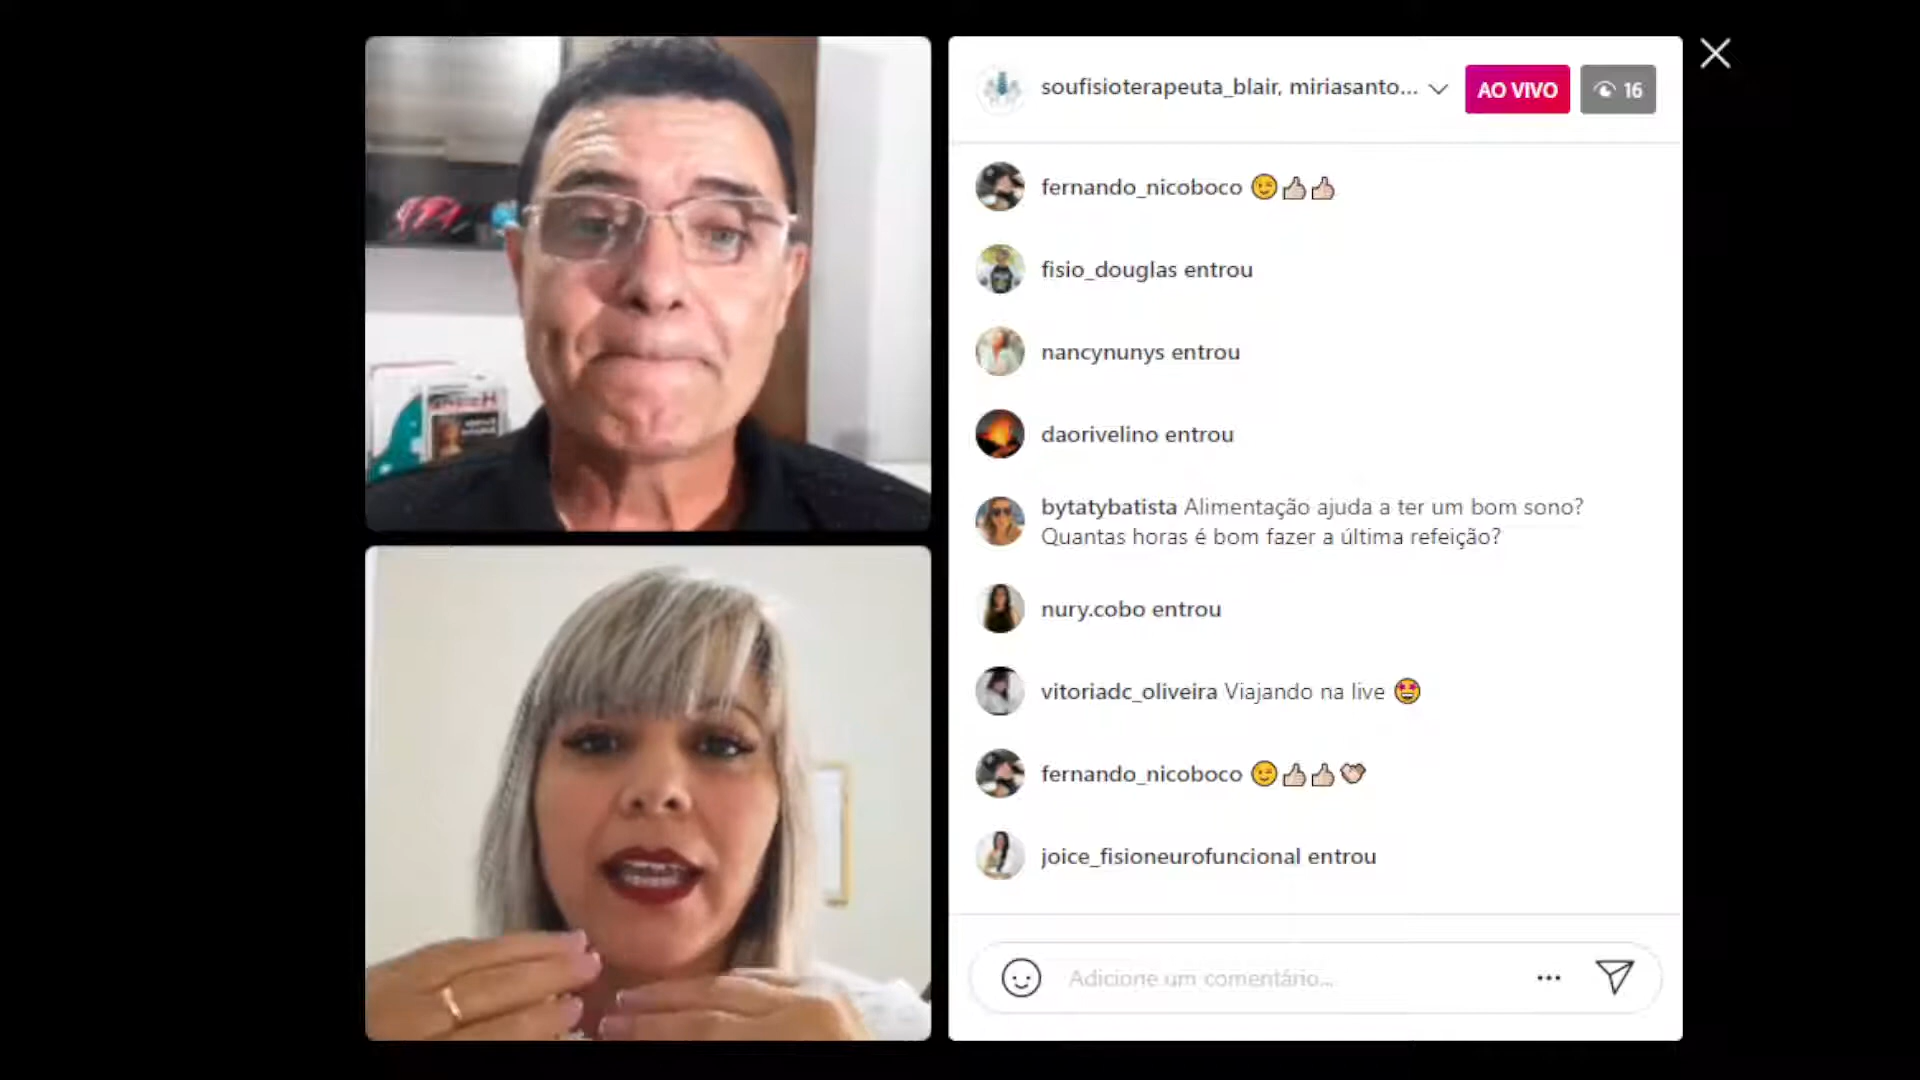 soufisioterapeuta_blair, miriasanto...
AO VIVO
16
fernando_nicoboco 😉👍🏻👍🏻
fisio_douglas entrou
nancynunys entrou
daorivelino entrou
bytatybatista Alimentação ajuda a ter um bom sono?
Quantas horas é bom fazer a última refeição?
nury.cobo entrou
vitoriadc_oliveira Viajando na live 🤩
fernando_nicoboco 😉👍🏻👍🏻👏🏻
joice_fisioneurofuncional entrou
Adicione um comentário...